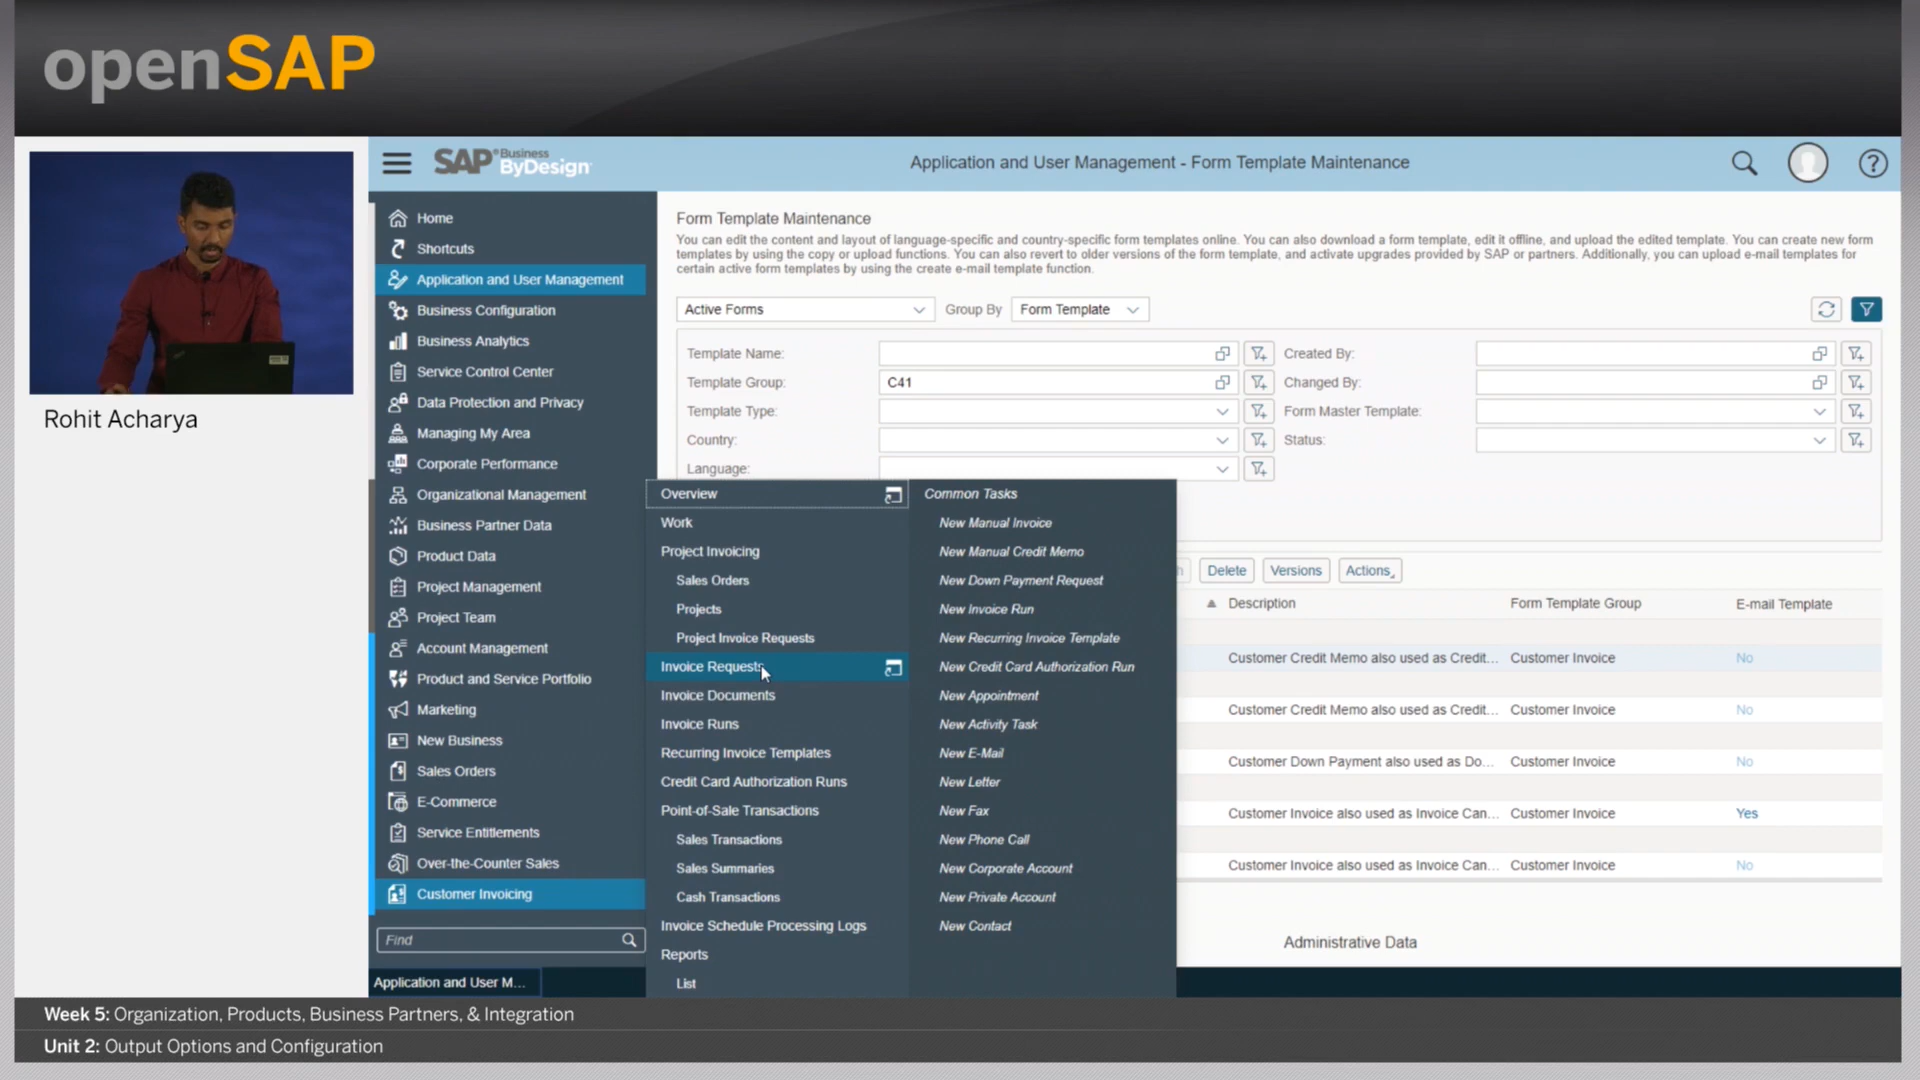 openSAP
SAP Business ByDesign
Application and User Management - Form Template Maintenance
Rohit Acharya
Home
Shortcuts
Application and User Management
Business Configuration
Business Analytics
Service Control Center
Data Protection and Privacy
Managing My Area
Corporate Performance
Organizational Management
Business Partner Data
Product Data
Project Management
Project Team
Account Management
Product and Service Portfolio
Marketing
New Business
Sales Orders
E-Commerce
Service Entitlements
Over-the-Counter Sales
Customer Invoicing
Find
Application and User M...
Form Template Maintenance
You can edit the content and layout of language-specific and country-specific form templates online. You can also download a form template, edit it offline, and upload the edited template. You can create new form
templates by using the copy or upload functions. You can also revert to older versions of the form template, and activate upgrades provided by SAP or partners. Additionally, you can upload e-mail templates for
certain active form templates by using the create e-mail template function.
Active Forms Group By Form Template
Template Name: Created By:
Template Group: C41 Changed By:
Template Type: Form Master Template:
Country: Status:
Language:
Overview
Work
Project Invoicing
Sales Orders
Projects
Project Invoice Requests
Invoice Requests
Invoice Documents
Invoice Runs
Recurring Invoice Templates
Credit Card Authorization Runs
Point-of-Sale Transactions
Sales Transactions
Sales Summaries
Cash Transactions
Invoice Schedule Processing Logs
Reports
List
Common Tasks
New Manual Invoice
New Manual Credit Memo
New Down Payment Request
New Invoice Run
New Recurring Invoice Template
New Credit Card Authorization Run
New Appointment
New Activity Task
New E-Mail
New Letter
New Fax
New Phone Call
New Corporate Account
New Private Account
New Contact
Delete Versions Actions
Description Form Template Group E-mail Template
Customer Credit Memo also used as Credit... Customer Invoice No
Customer Credit Memo also used as Credit... Customer Invoice No
Customer Down Payment also used as Do... Customer Invoice No
Customer Invoice also used as Invoice Can... Customer Invoice Yes
Customer Invoice also used as Invoice Can... Customer Invoice No
Administrative Data
Week 5: Organization, Products, Business Partners, & Integration
Unit 2: Output Options and Configuration